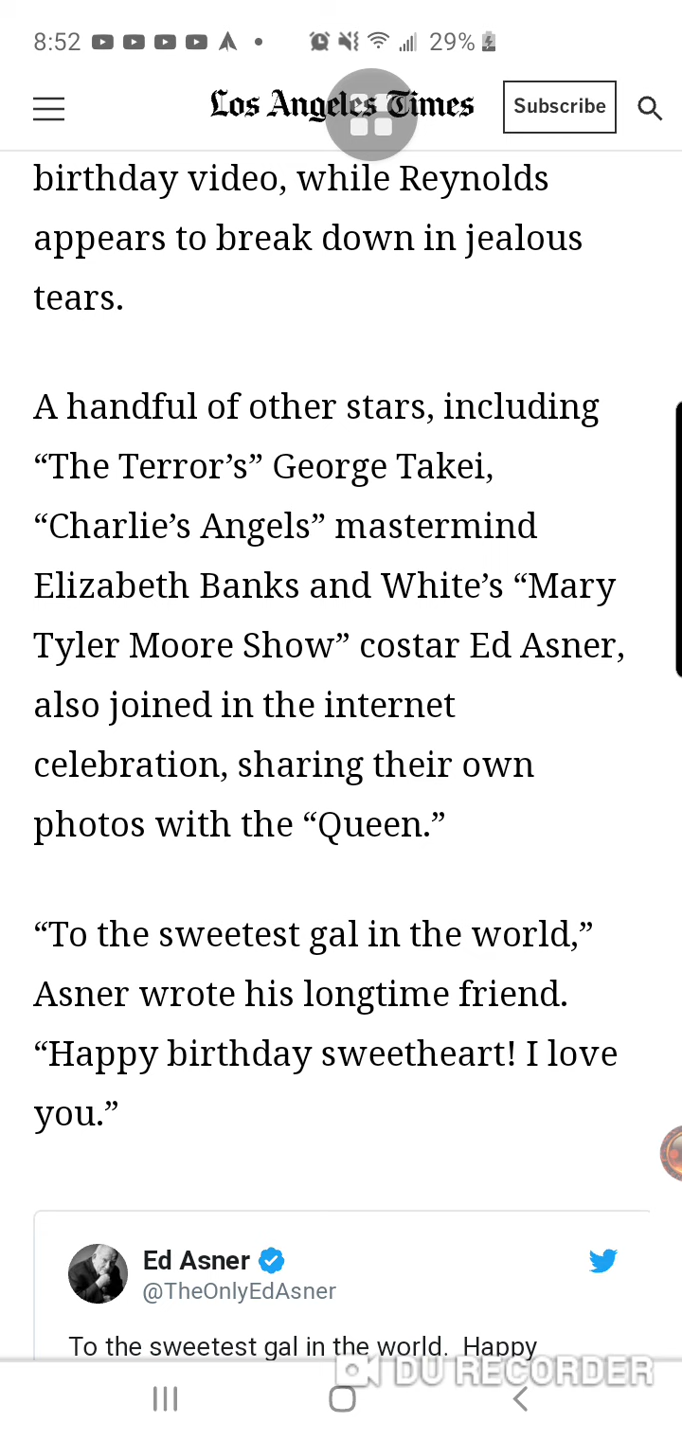 8:52 29%
Los Angeles Times Subscribe
birthday video, while Reynolds
appears to break down in jealous
tears.
A handful of other stars, including
“The Terror’s” George Takei,
“Charlie’s Angels” mastermind
Elizabeth Banks and White’s “Mary
Tyler Moore Show” costar Ed Asner,
also joined in the internet
celebration, sharing their own
photos with the “Queen.”
“To the sweetest gal in the world,”
Asner wrote his longtime friend.
“Happy birthday sweetheart! I love
you.”
Ed Asner
@TheOnlyEdAsner
To the sweetest gal in the world. Happy
DU RECORDER